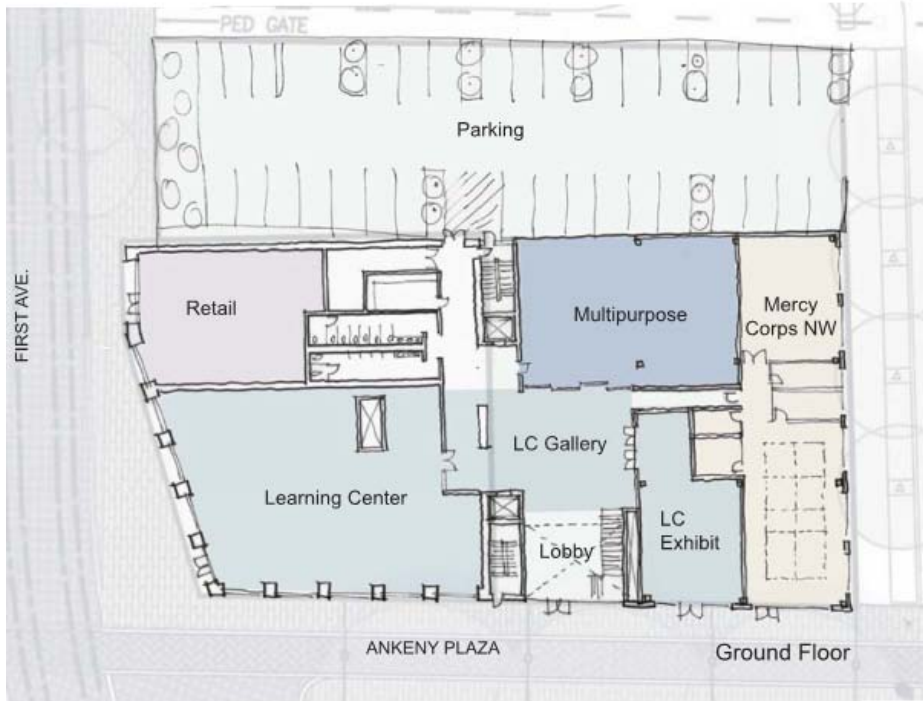 PED GATE
Parking
FIRST AVE.
Retail
Multipurpose
Mercy
Corps NW
LC Gallery
Learning Center
Lobby
LC
Exhibit
ANKENY PLAZA
Ground Floor